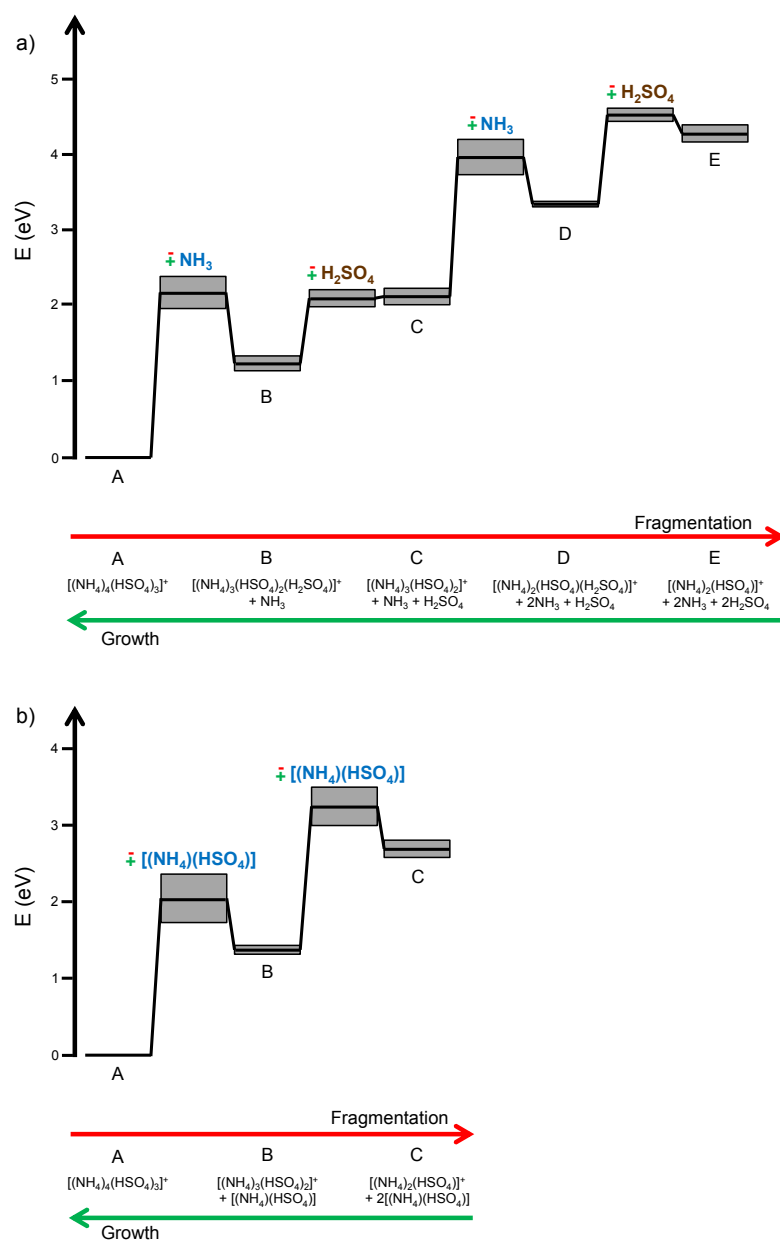 a)
E (eV)
5
4
3
2
1
0
∓ H₂SO₄
∓ NH₃
E
D
∓ NH₃
∓ H₂SO₄
C
B
A
Fragmentation
A B C D E
[(NH₄)₄(HSO₄)₃]⁺ [(NH₄)₃(HSO₄)₂(H₂SO₄)]⁺ [(NH₄)₃(HSO₄)₂]⁺ [(NH₄)₂(HSO₄)(H₂SO₄)]⁺ [(NH₄)₂(HSO₄)]⁺
+ NH₃ + NH₃ + H₂SO₄ + 2NH₃ + H₂SO₄ + 2NH₃ + 2H₂SO₄
Growth
b)
E (eV)
4
3
2
1
0
∓ [(NH₄)(HSO₄)]
∓ [(NH₄)(HSO₄)]
C
B
A
Fragmentation
A B C
[(NH₄)₄(HSO₄)₃]⁺ [(NH₄)₃(HSO₄)₂]⁺ [(NH₄)₂(HSO₄)]⁺
+ [(NH₄)(HSO₄)] + 2[(NH₄)(HSO₄)]
Growth